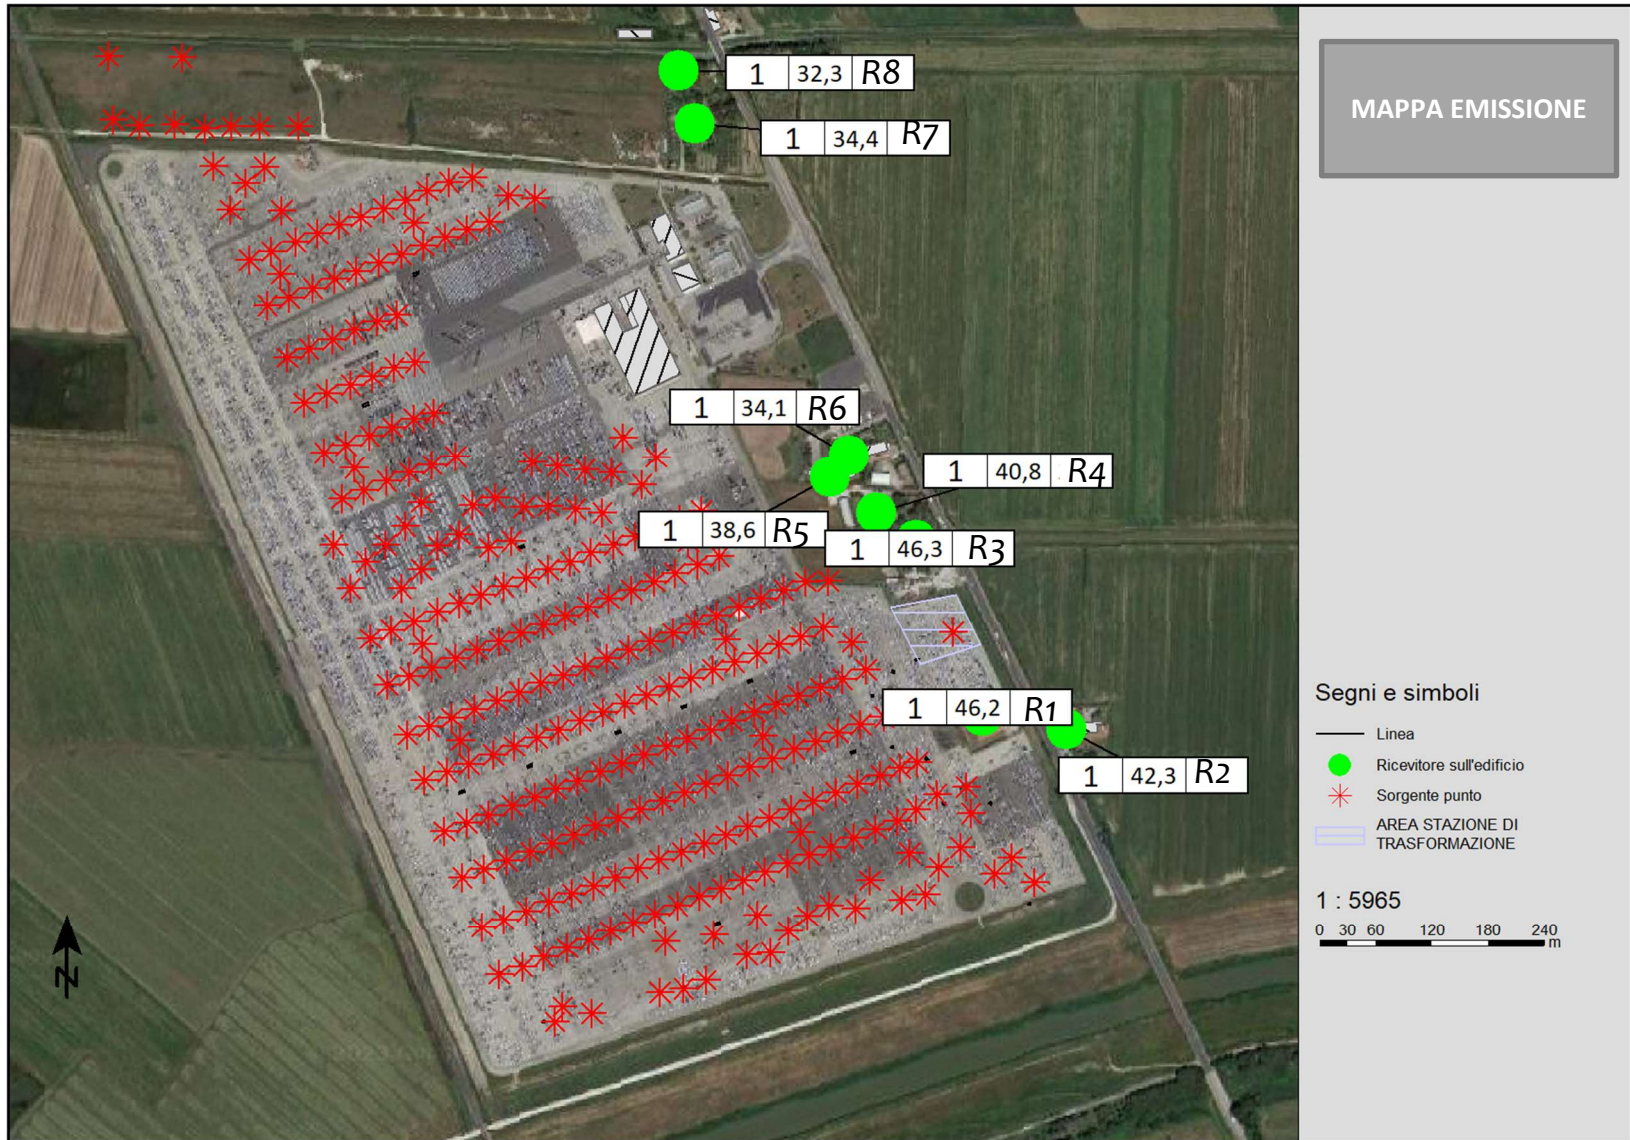 MAPPA EMISSIONE
1 32,3 R8
1 34,4 R7
1 34,1 R6
1 40,8 R4
1 38,6 R5
1 46,3 R3
1 46,2 R1
1 42,3 R2
N
Segni e simboli
Linea
Ricevitore sull'edificio
Sorgente punto
AREA STAZIONE DI
TRASFORMAZIONE
1 : 5965
0 30 60 120 180 240
m